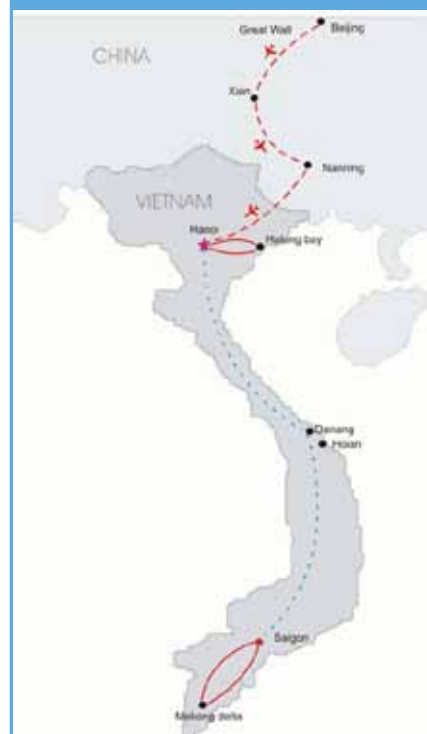 Great Wall
Beijing
CHINA
Xian
Nanning
VIETNAM
Hanoi
Halong bay
Danang
Hoian
Saigon
Mekong delta